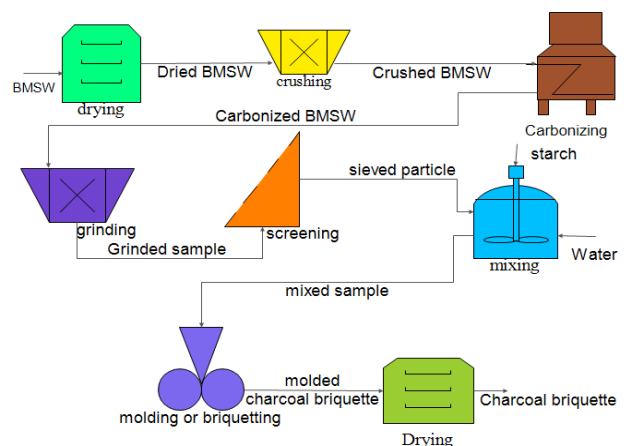 BMSW
drying
Dried BMSW
crushing
Crushed BMSW
Carbonizing
Carbonized BMSW
grinding
Grinded sample
screening
sieved particle
starch
mixing
Water
mixed sample
molding or briquetting
molded
charcoal briquette
Drying
Charcoal briquette